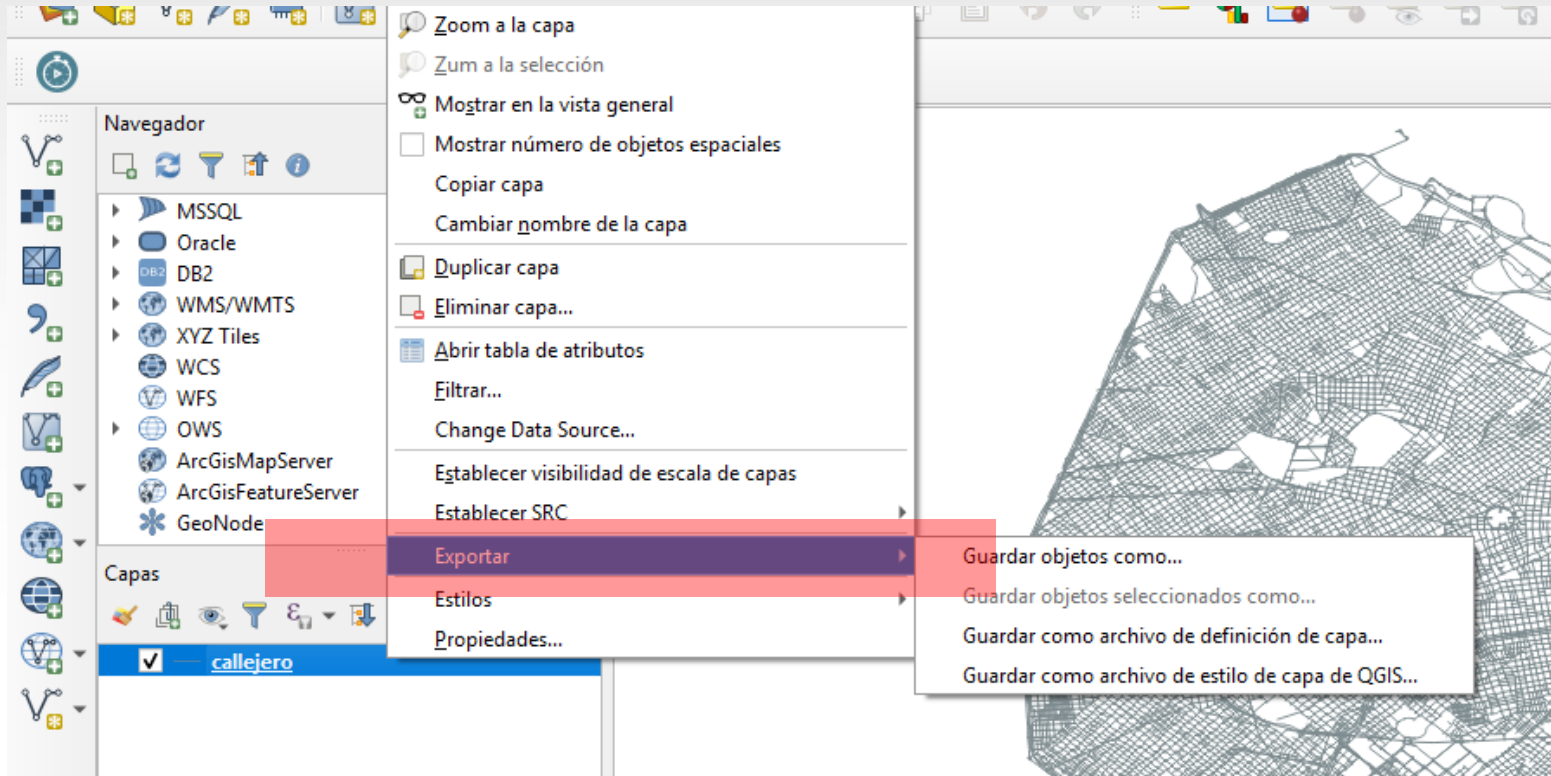 Navegador
MSSQL
Oracle
DB2
DB2
WMS/WMTS
XYZ Tiles
WCS
WFS
OWS
ArcGisMapServer
ArcGisFeatureServer
GeoNode
Capas
callejero
Zoom a la capa
Zum a la selección
Mostrar en la vista general
Mostrar número de objetos espaciales
Copiar capa
Cambiar nombre de la capa
Duplicar capa
Eliminar capa...
Abrir tabla de atributos
Filtrar...
Change Data Source...
Establecer visibilidad de escala de capas
Establecer SRC
Exportar
Estilos
Propiedades...
Guardar objetos como...
Guardar objetos seleccionados como...
Guardar como archivo de definición de capa...
Guardar como archivo de estilo de capa de QGIS...